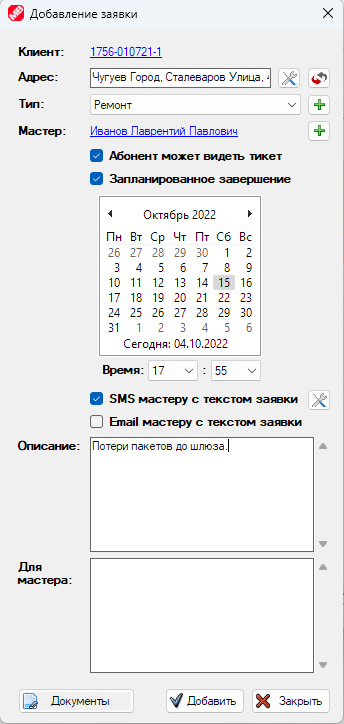 Добавление заявки
Клиент: 1756-010721-1
Адрес: Чугуев Город, Сталеваров Улица,
Тип: Ремонт
Мастер: Иванов Лаврентий Павлович
Абонент может видеть тикет
Запланированное завершение
Октябрь 2022
Пн Вт Ср Чт Пт Сб Вс
26 27 28 29 30 1 2
3 4 5 6 7 8 9
10 11 12 13 14 15 16
17 18 19 20 21 22 23
24 25 26 27 28 29 30
31 1 2 3 4 5 6
Сегодня: 04.10.2022
Время: 17 : 55
SMS мастеру с текстом заявки
Email мастеру с текстом заявки
Описание: Потери пакетов до шлюза.
Для
мастера:
Документы Добавить Закрыть